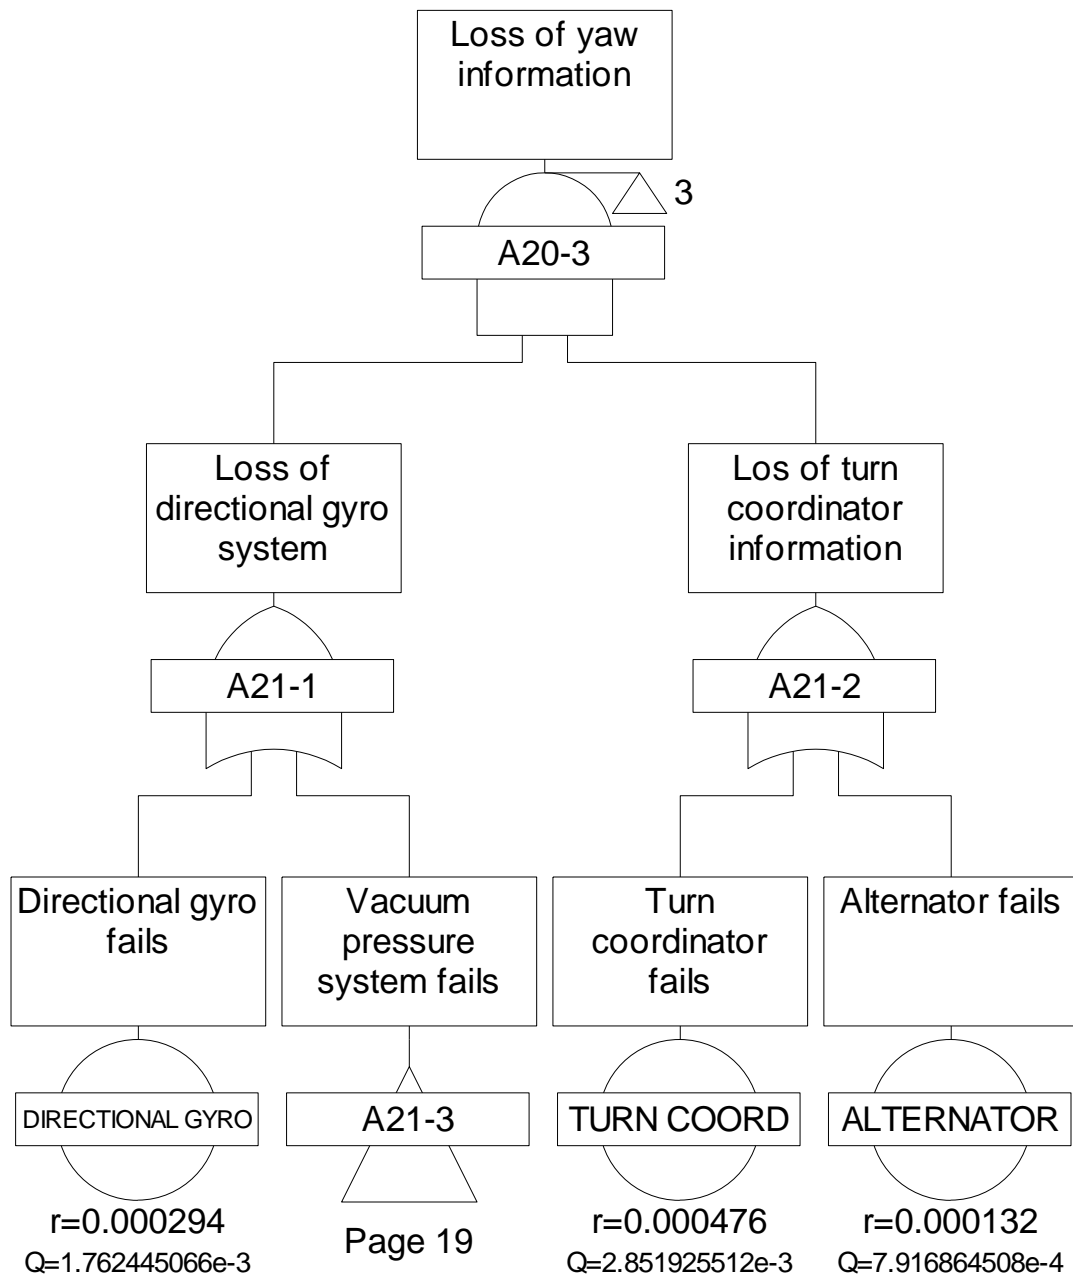 Loss of yaw
information
3
A20-3
Loss of
directional gyro
system
Los of turn
coordinator
information
A21-1
A21-2
Directional gyro
fails
Vacuum
pressure
system fails
Turn
coordinator
fails
Alternator fails
DIRECTIONAL GYRO
A21-3
TURN COORD
ALTERNATOR
r=0.000294
Q=1.762445066e-3
Page 19
r=0.000476
Q=2.851925512e-3
r=0.000132
Q=7.916864508e-4